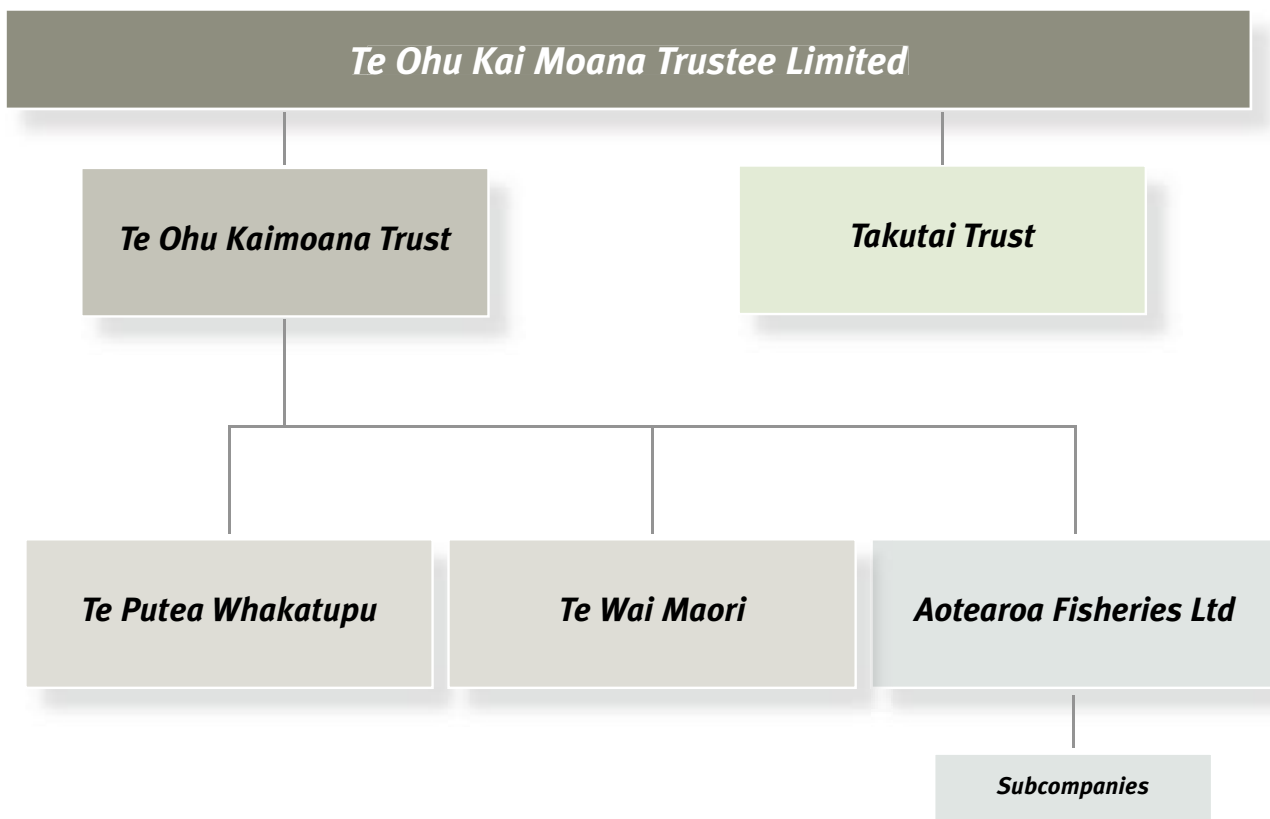 Te Ohu Kai Moana Trustee Limited
Te Ohu Kaimoana Trust
Takutai Trust
Te Putea Whakatupu
Te Wai Maori
Aotearoa Fisheries Ltd
Subcompanies